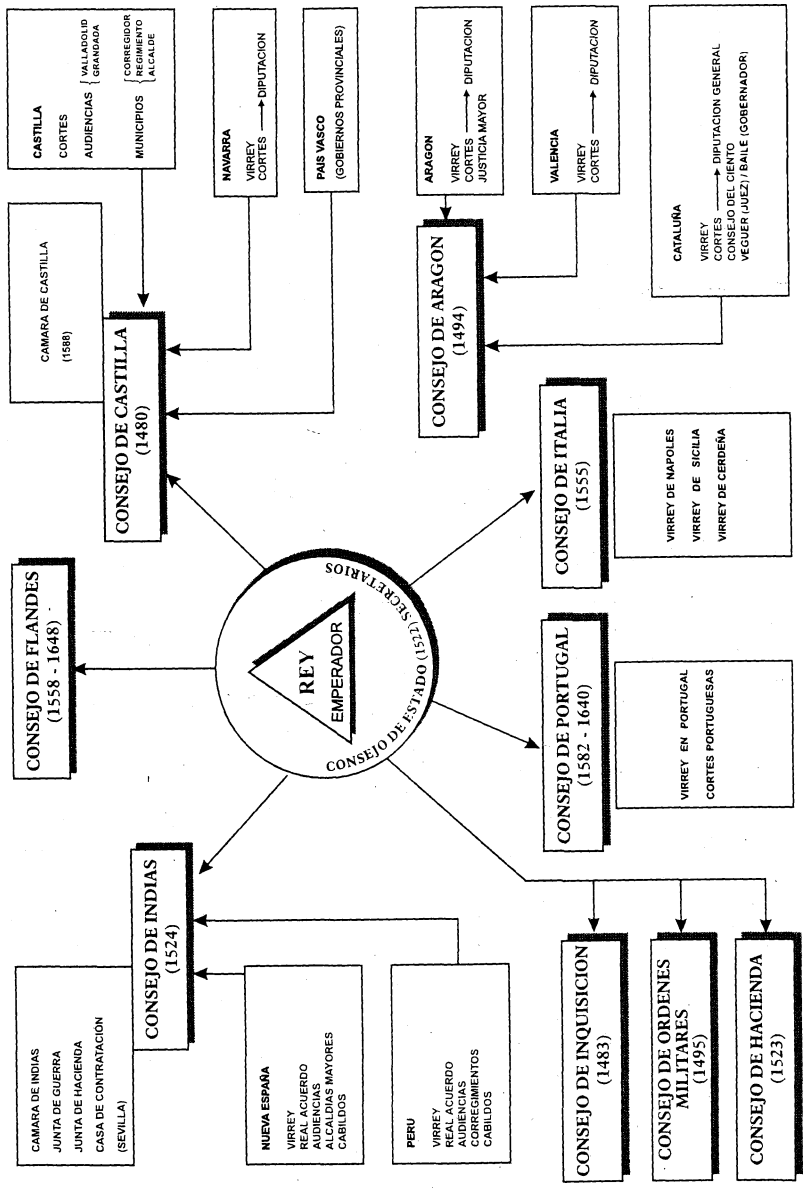 CAMARA DE INDIAS
JUNTA DE GUERRA
JUNTA DE HACIENDA
CASA DE CONTRATACIÓN
(SEVILLA)
CONSEJO DE INDIAS
(1524)
NUEVA ESPAÑA
VIRREY
REAL ACUERDO
AUDIENCIAS
ALCALDIAS MAYORES
CABILDOS
PERU
VIRREY
REAL ACUERDO
AUDIENCIAS
CORREGIMIENTOS
CABILDOS
CONSEJO DE INQUISICION
(1483)
CONSEJO DE ORDENES
MILITARES
(1495)
CONSEJO DE HACIENDA
(1523)
CONSEJO DE FLANDES
(1558 - 1648)
REY
EMPERADOR
CONSEJO DE ESTADO (1522) SECRETARIOS
CONSEJO DE PORTUGAL
(1582 - 1640)
VIRREY EN PORTUGAL
CORTES PORTUGUESAS
CONSEJO DE ITALIA
(1555)
VIRREY DE NAPOLES
VIRREY DE SICILIA
VIRREY DE CERDEÑA
CAMARA DE CASTILLA
(1588)
CONSEJO DE CASTILLA
(1480)
CASTILLA
CORTES
AUDIENCIAS { VALLADOLID
GRANDADA
MUNICIPIOS { CORREGIDOR
REGIMIENTO
ALCALDE
NAVARRA
VIRREY
CORTES → DIPUTACION
PAIS VASCO
(GOBIERNOS PROVINCIALES)
CONSEJO DE ARAGON
(1494)
ARAGON
VIRREY
CORTES → DIPUTACION
JUSTICIA MAYOR
VALENCIA
VIRREY
CORTES → DIPUTACION
CATALUÑA
VIRREY
CORTES → DIPUTACION GENERAL
CONSEJO DEL CIENTO
VEGUER (JUEZ) / BAILE (GOBERNADOR)